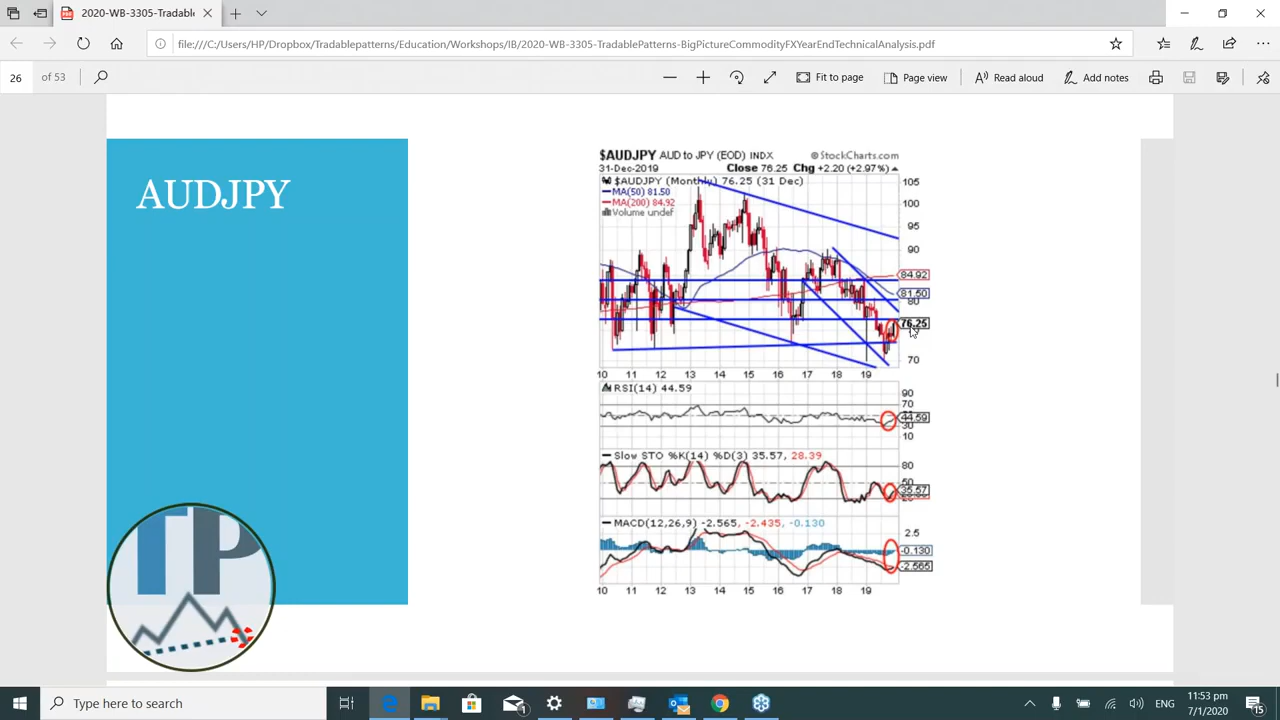 2020-WB-3305-Tradable
file:///C:/Users/HP/Dropbox/Tradablepatterns/Education/Workshops/IB/2020-WB-3305-TradablePatterns-BigPictureCommodityFXYearEndTechnicalAnalysis.pdf
26 of 53 Fit to page Page view Read aloud Add notes
AUDJPY
$AUDJPY AUD to JPY (EOD) INDX © StockCharts.com
31-Dec-2019 Close 76.25 Chg +2.20 (+2.97%)
$AUDJPY (Monthly) 76.25 (31 Dec)
MA(50) 81.50
MA(200) 84.92
Volume undef
105
100
95
90
84.92
81.50
80
76.25
70
10 11 12 13 14 15 16 17 18 19
RSI(14) 44.59
90
70
44.59
30
10
Slow STO %K(14) %D(3) 35.57, 28.39
80
50
35.57
MACD(12,26,9) -2.565, -2.435, -0.130
2.5
-0.130
-2.565
10 11 12 13 14 15 16 17 18 19
TP
Type here to search
ENG
11:53 pm
7/1/2020
15